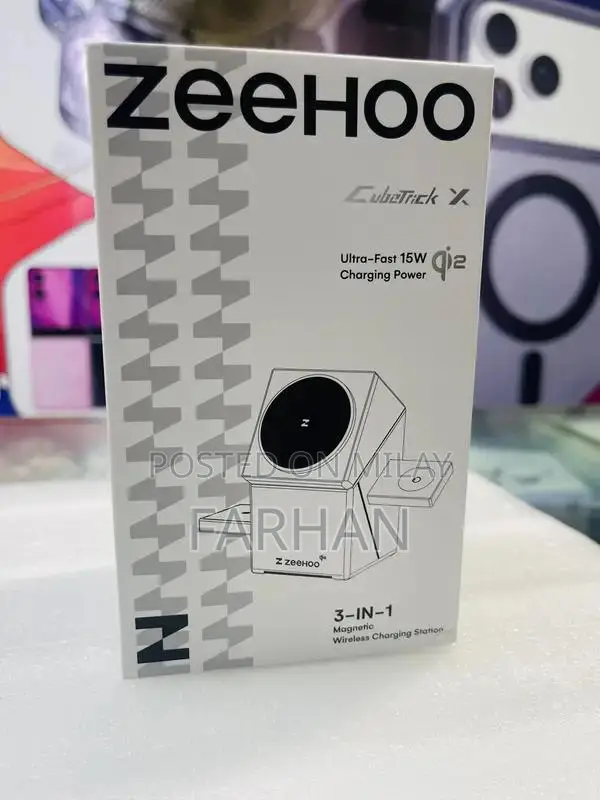 ZEEHOO
CubeTrick X
Ultra-Fast 15W
Charging Power
Qi2
Z
POSTED ON MILAY
FARHAN
Z ZEEHOO Qi2
3-IN-1
Magnetic
Wireless Charging Station
Z